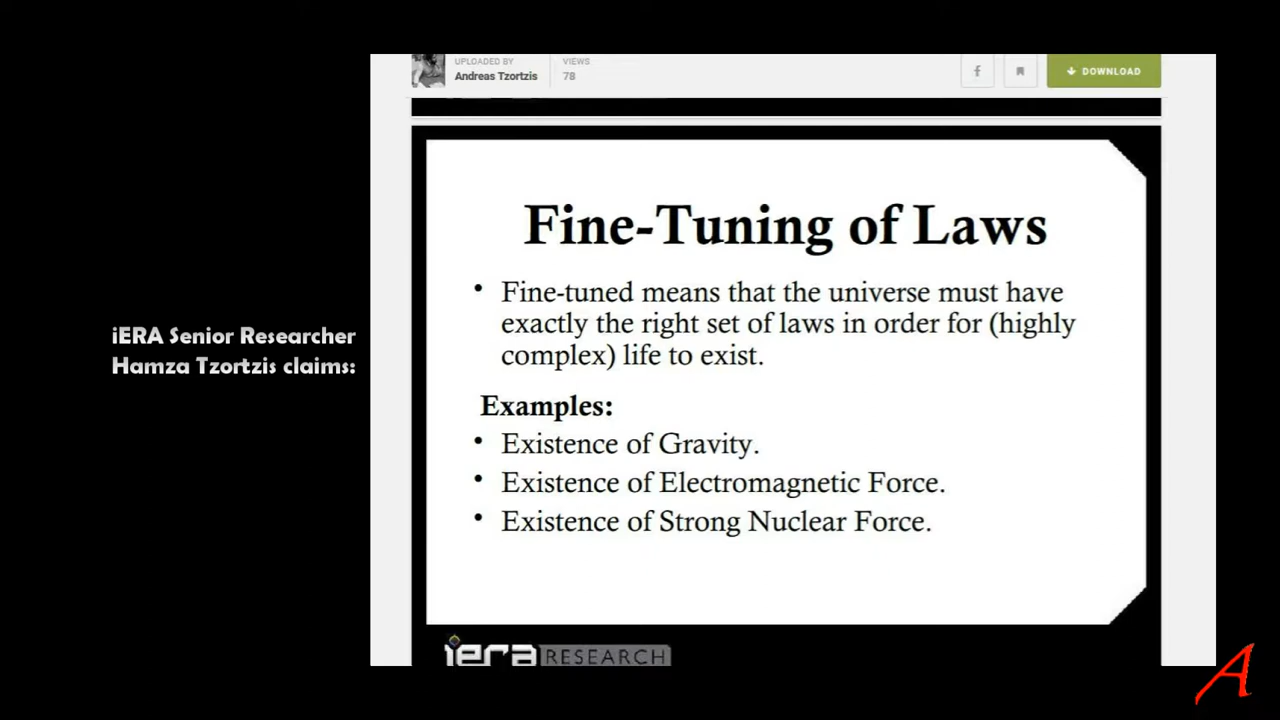 UPLOADED BY
Andreas Tzortzis
VIEWS
78
f
DOWNLOAD
iERA Senior Researcher
Hamza Tzortzis claims:
Fine-Tuning of Laws
• Fine-tuned means that the universe must have
exactly the right set of laws in order for (highly
complex) life to exist.
Examples:
• Existence of Gravity.
• Existence of Electromagnetic Force.
• Existence of Strong Nuclear Force.
iera RESEARCH
A